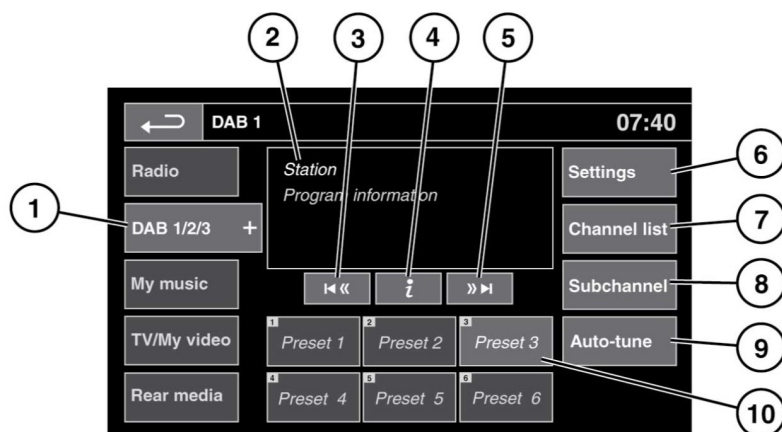 2 3 4 5
DAB 1 07:40
Radio
Station
Program information
Settings
6
1
DAB 1/2/3 +
Channel list
7
My music
i
Subchannel
8
TV/My video
1 Preset 1
2 Preset 2
3 Preset 3
Auto-tune
9
Rear media
4 Preset 4
5 Preset 5
6 Preset 6
10